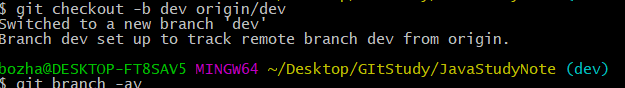 $ git checkout -b dev origin/dev
Switched to a new branch 'dev'
Branch dev set up to track remote branch dev from origin.
bozha@DESKTOP-FT8SAV5 MINGW64 ~/Desktop/GItStudy/JavaStudyNote (dev)
$ git branch -av